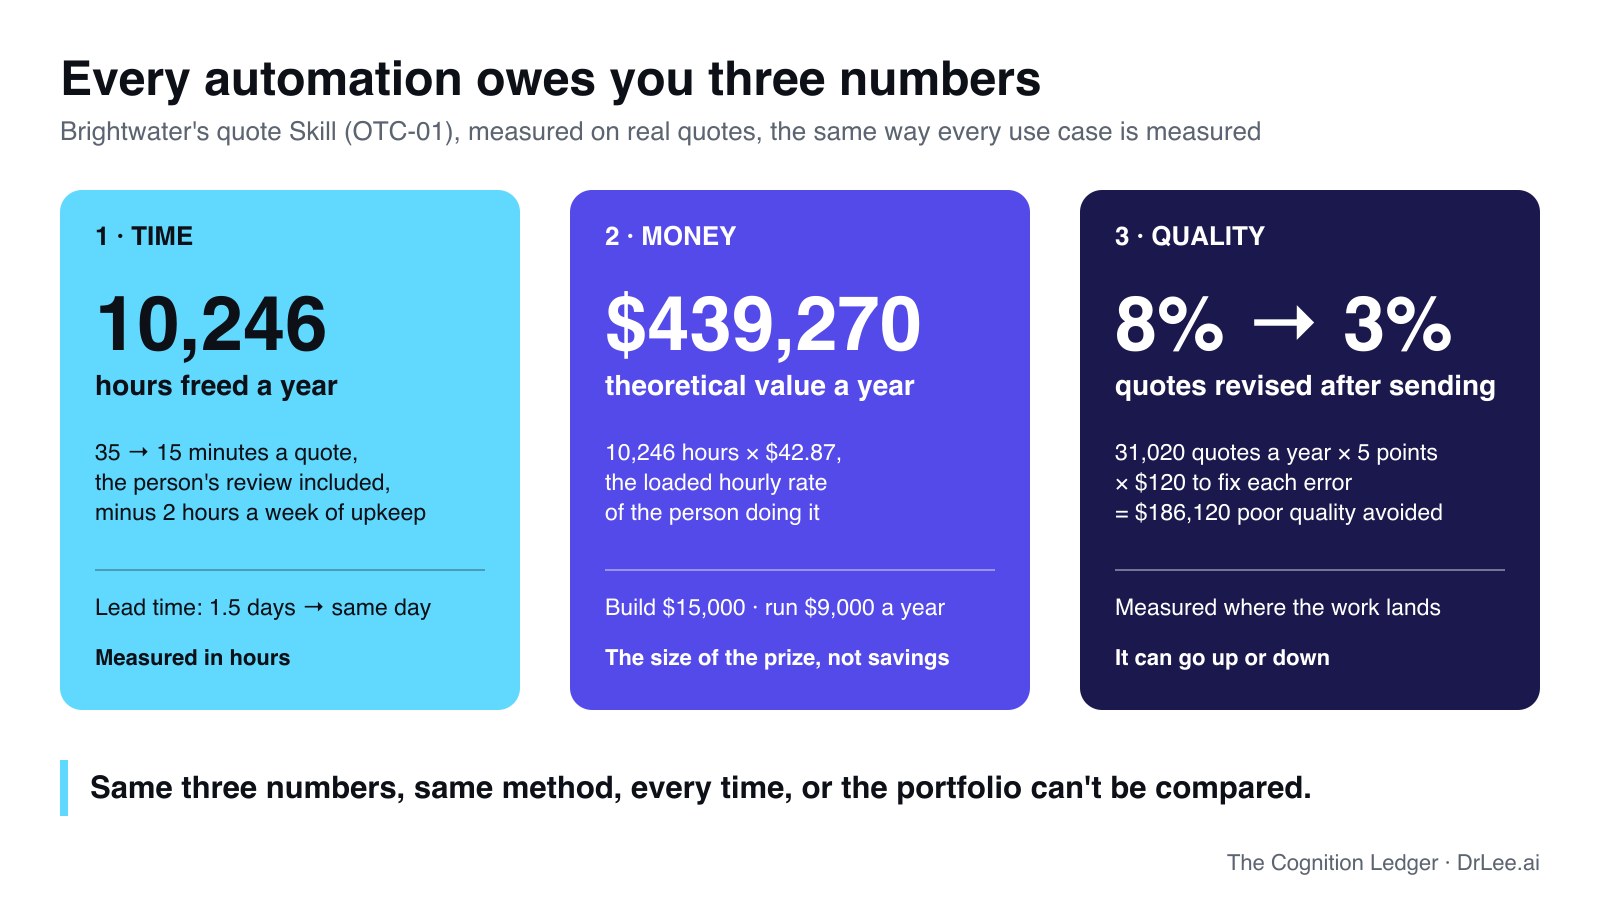 Every automation owes you three numbers
Brightwater's quote Skill (OTC-01), measured on real quotes, the same way every use case is measured
1 · TIME
10,246
hours freed a year
35 → 15 minutes a quote,
the person's review included,
minus 2 hours a week of upkeep
Lead time: 1.5 days → same day
Measured in hours
2 · MONEY
$439,270
theoretical value a year
10,246 hours × $42.87,
the loaded hourly rate
of the person doing it
Build $15,000 · run $9,000 a year
The size of the prize, not savings
3 · QUALITY
8% → 3%
quotes revised after sending
31,020 quotes a year × 5 points
× $120 to fix each error
= $186,120 poor quality avoided
Measured where the work lands
It can go up or down
Same three numbers, same method, every time, or the portfolio can't be compared.
The Cognition Ledger · DrLee.ai